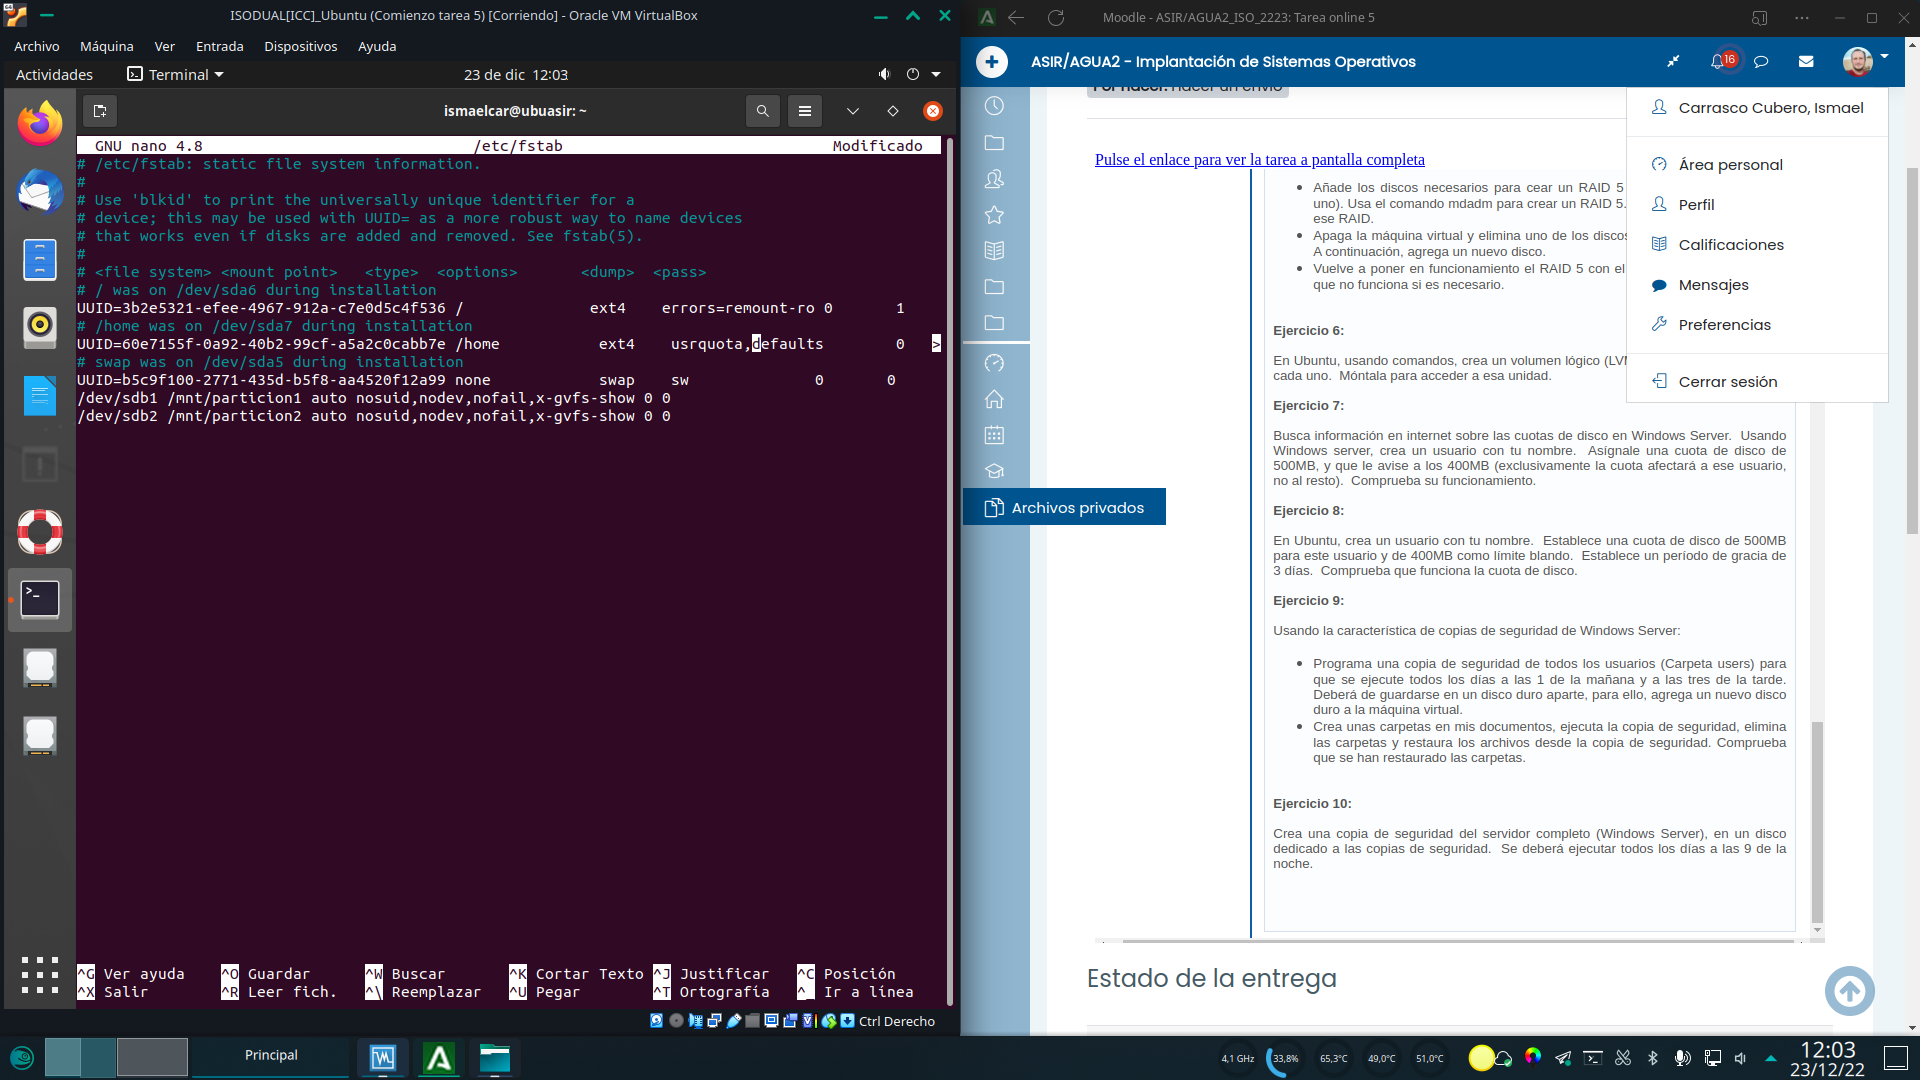 ISODUAL[ICC]_Ubuntu (Comienzo tarea 5) [Corriendo] - Oracle VM VirtualBox
Archivo Máquina Ver Entrada Dispositivos Ayuda
Actividades Terminal 23 de dic 12:03
ismaelcar@ubuasir: ~
GNU nano 4.8 /etc/fstab Modificado
# /etc/fstab: static file system information.
#
# Use 'blkid' to print the universally unique identifier for a
# device; this may be used with UUID= as a more robust way to name devices
# that works even if disks are added and removed. See fstab(5).
#
# <file system> <mount point> <type> <options> <dump> <pass>
# / was on /dev/sda6 during installation
UUID=3b2e5321-efee-4967-912a-c7e0d5c4f536 / ext4 errors=remount-ro 0 1
# /home was on /dev/sda7 during installation
UUID=60e7155f-0a92-40b2-99cf-a5a2c0cabb7e /home ext4 usrquota,defaults 0 >
# swap was on /dev/sda5 during installation
UUID=b5c9f100-2771-435d-b5f8-aa4520f12a99 none swap sw 0 0
/dev/sdb1 /mnt/particion1 auto nosuid,nodev,nofail,x-gvfs-show 0 0
/dev/sdb2 /mnt/particion2 auto nosuid,nodev,nofail,x-gvfs-show 0 0
^G Ver ayuda ^O Guardar ^W Buscar ^K Cortar Texto ^J Justificar ^C Posición
^X Salir ^R Leer fich. ^\ Reemplazar ^U Pegar ^T Ortografía ^_ Ir a línea
Ctrl Derecho
Moodle - ASIR/AGUA2_ISO_2223: Tarea online 5
ASIR/AGUA2 - Implantación de Sistemas Operativos
16
Por hacer: Hacer un envío
Pulse el enlace para ver la tarea a pantalla completa
Carrasco Cubero, Ismael
Área personal
Perfil
Calificaciones
Mensajes
Preferencias
Cerrar sesión
Archivos privados
• Añade los discos necesarios para cear un RAID 5
uno). Usa el comando mdadm para crear un RAID 5.
ese RAID.
• Apaga la máquina virtual y elimina uno de los discos
A continuación, agrega un nuevo disco.
• Vuelve a poner en funcionamiento el RAID 5 con el
que no funciona si es necesario.
Ejercicio 6:
En Ubuntu, usando comandos, crea un volumen lógico (LVM
cada uno. Móntala para acceder a esa unidad.
Ejercicio 7:
Busca información en internet sobre las cuotas de disco en Windows Server. Usando
Windows server, crea un usuario con tu nombre. Asígnale una cuota de disco de
500MB, y que le avise a los 400MB (exclusivamente la cuota afectará a ese usuario,
no al resto). Comprueba su funcionamiento.
Ejercicio 8:
En Ubuntu, crea un usuario con tu nombre. Establece una cuota de disco de 500MB
para este usuario y de 400MB como límite blando. Establece un período de gracia de
3 días. Comprueba que funciona la cuota de disco.
Ejercicio 9:
Usando la característica de copias de seguridad de Windows Server:
• Programa una copia de seguridad de todos los usuarios (Carpeta users) para
que se ejecute todos los días a las 1 de la mañana y a las tres de la tarde.
Deberá de guardarse en un disco duro aparte, para ello, agrega un nuevo disco
duro a la máquina virtual.
• Crea unas carpetas en mis documentos, ejecuta la copia de seguridad, elimina
las carpetas y restaura los archivos desde la copia de seguridad. Comprueba
que se han restaurado las carpetas.
Ejercicio 10:
Crea una copia de seguridad del servidor completo (Windows Server), en un disco
dedicado a las copias de seguridad. Se deberá ejecutar todos los días a las 9 de la
noche.
Estado de la entrega
Principal
4,1 GHz 33,8% 65,3°C 49,0°C 51,0°C
12:03
23/12/22